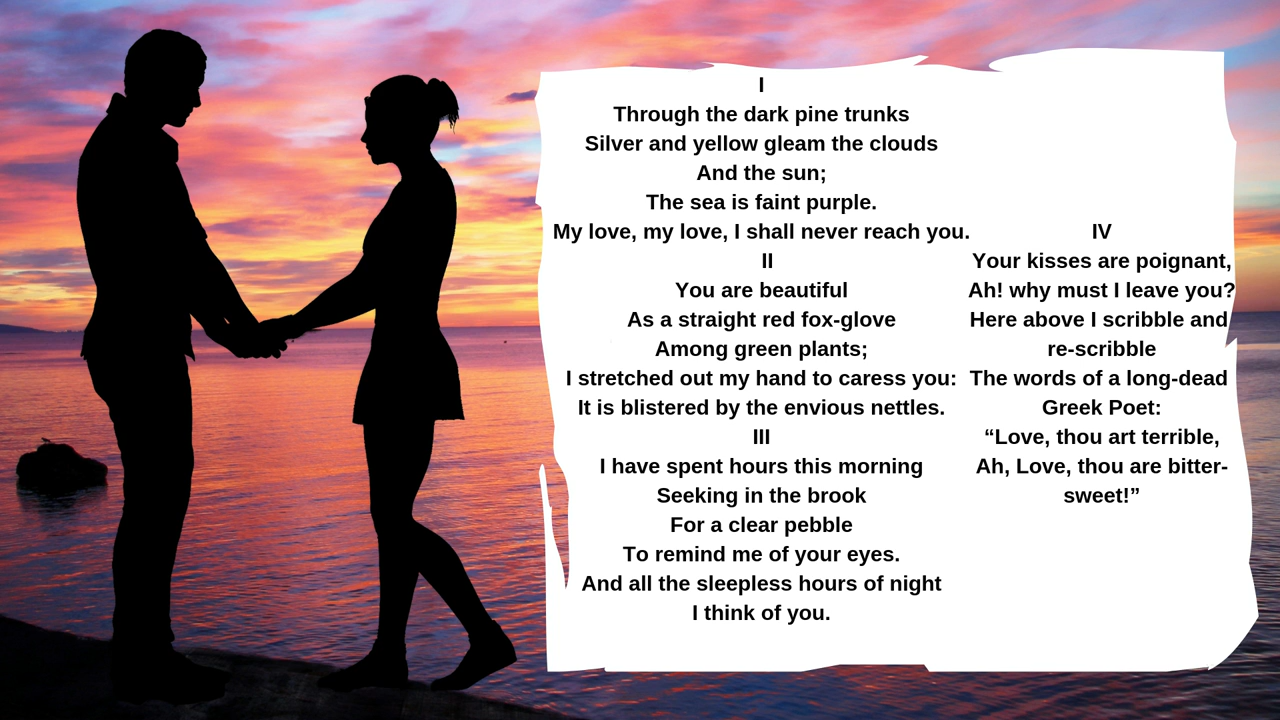 I
Through the dark pine trunks
Silver and yellow gleam the clouds
And the sun;
The sea is faint purple.
My love, my love, I shall never reach you.
II
You are beautiful
As a straight red fox-glove
Among green plants;
I stretched out my hand to caress you:
It is blistered by the envious nettles.
III
I have spent hours this morning
Seeking in the brook
For a clear pebble
To remind me of your eyes.
And all the sleepless hours of night
I think of you.
IV
Your kisses are poignant,
Ah! why must I leave you?
Here above I scribble and
re-scribble
The words of a long-dead
Greek Poet:
“Love, thou art terrible,
Ah, Love, thou are bitter-
sweet!”